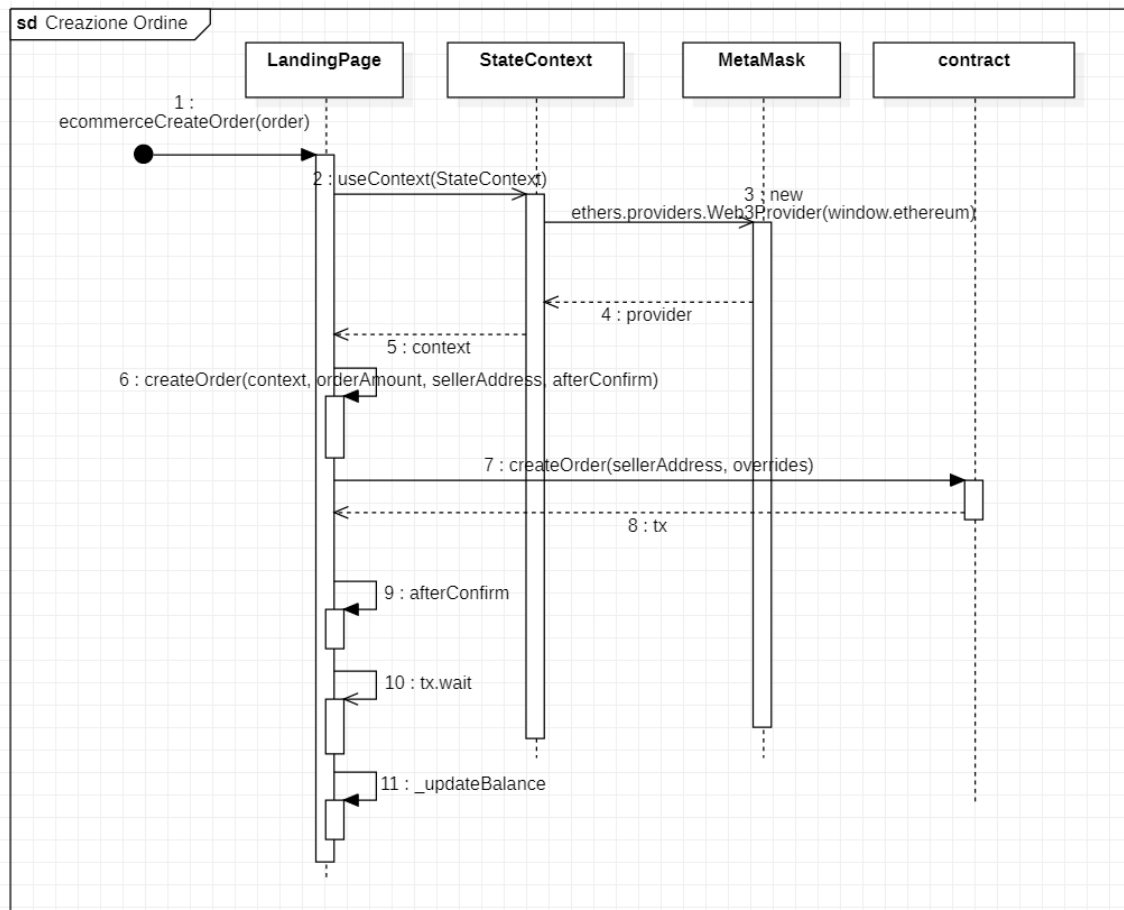 sd Creazione Ordine
LandingPage
StateContext
MetaMask
contract
1 :
ecommerceCreateOrder(order)
2 : useContext(StateContext)
3 : new
ethers.providers.Web3Provider(window.ethereum)
4 : provider
5 : context
6 : createOrder(context, orderAmount, sellerAddress, afterConfirm)
7 : createOrder(sellerAddress, overrides)
8 : tx
9 : afterConfirm
10 : tx.wait
11 : _updateBalance